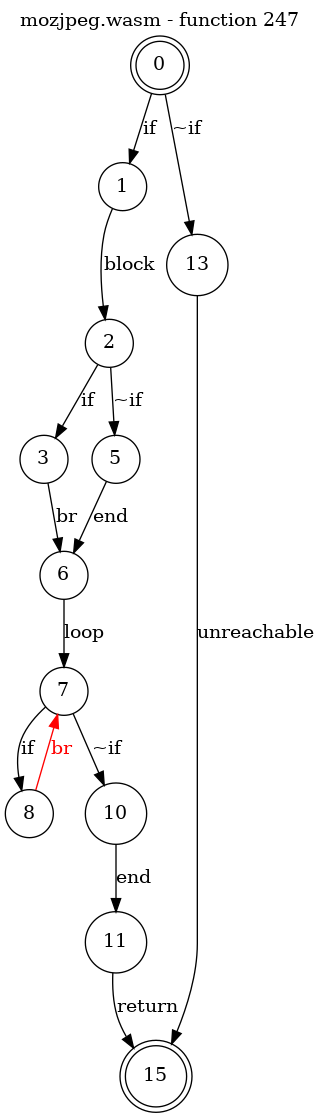 mozjpeg.wasm - function 247
0
if
~if
1
13
block
2
if
~if
3
5
br
end
6
loop
unreachable
7
if
br
~if
8
10
end
11
return
15